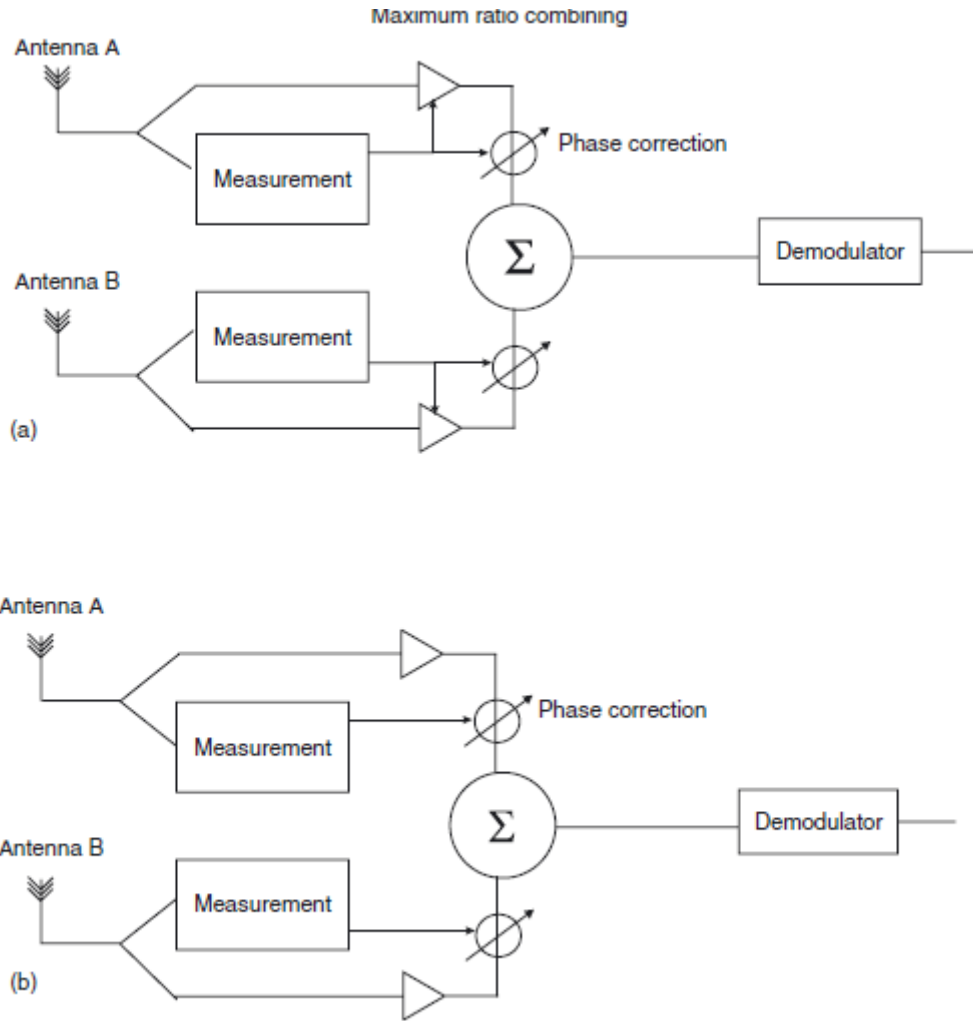 Maximum ratio combining
Antenna A
Measurement
Phase correction
Σ
Demodulator
Antenna B
Measurement
(a)
Antenna A
Measurement
Phase correction
Σ
Demodulator
Antenna B
Measurement
(b)